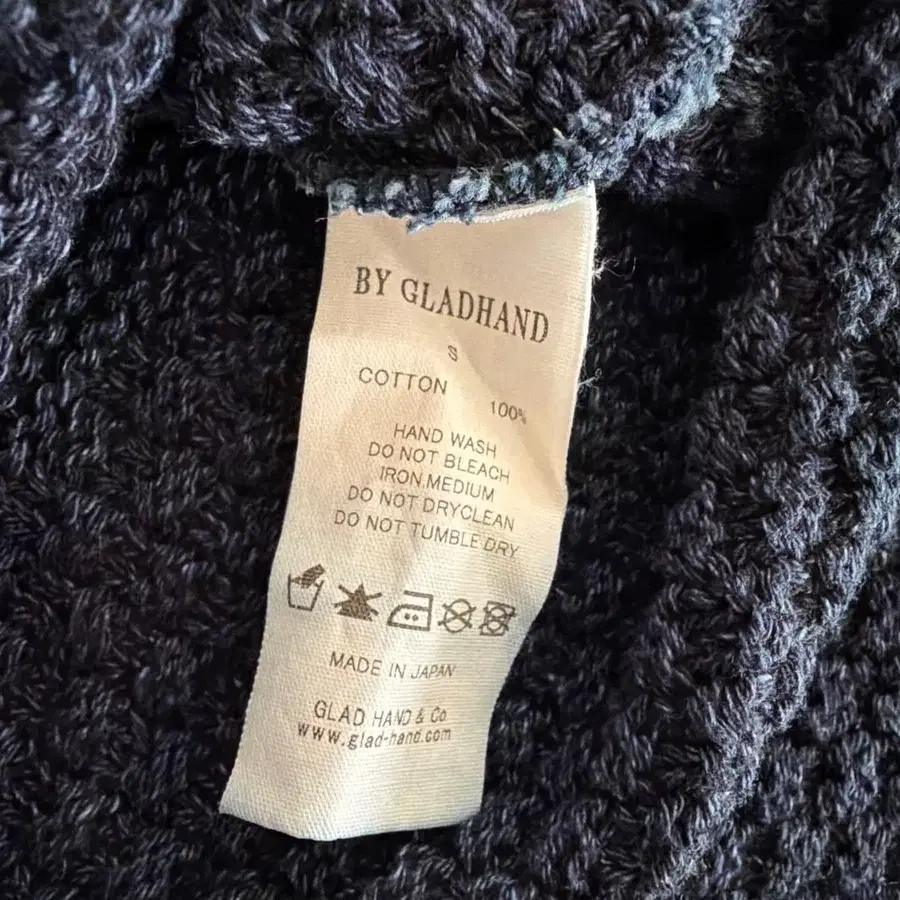 BY GLADHAND
S
COTTON 100%
HAND WASH
DO NOT BLEACH
IRON,MEDIUM
DO NOT DRYCLEAN
DO NOT TUMBLE DRY
MADE IN JAPAN
GLAD HAND & Co.
www.glad-hand.com